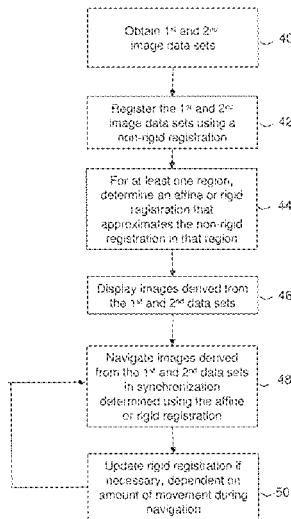 Obtain 1st and 2nd
image data sets
40
Register the 1st and 2nd
image data sets using a
non-rigid registration
42
For at least one region,
determine an affine or rigid
registration that
approximates the non-rigid
registration in that region
44
Display images derived from
the 1st and 2nd data sets
46
Navigate images derived
from the 1st and 2nd data sets
in synchronization
determined using the affine
or rigid registration
48
Update rigid registration if
necessary, dependent on
amount of movement during
navigation
50